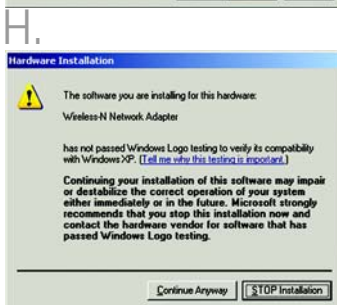 H.
Hardware Installation
The software you are installing for this hardware:
Wireless-N Network Adapter
has not passed Windows Logo testing to verify its compatibility
with Windows XP. (Tell me why this testing is important.)
Continuing your installation of this software may impair
or destabilize the correct operation of your system
either immediately or in the future. Microsoft strongly
recommends that you stop this installation now and
contact the hardware vendor for software that has
passed Windows Logo testing.
Continue Anyway STOP Installation